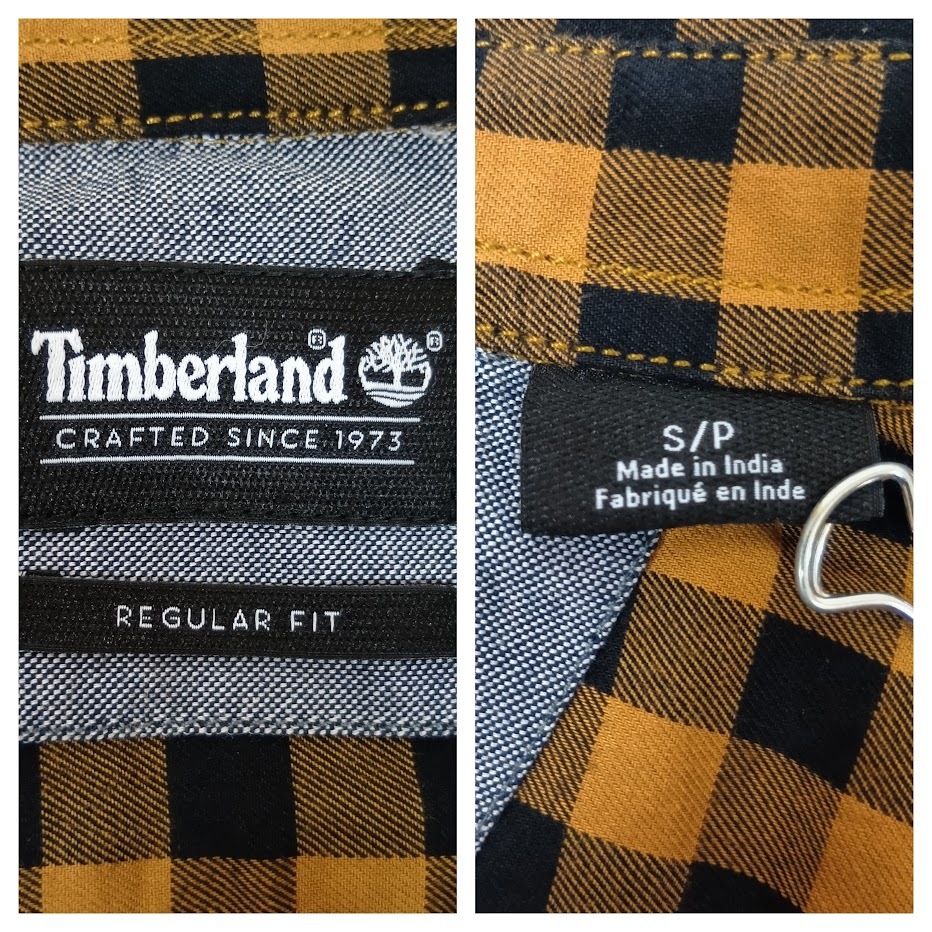 Timberland® ®
CRAFTED SINCE 1973
REGULAR FIT
S/P
Made in India
Fabriqué en Inde